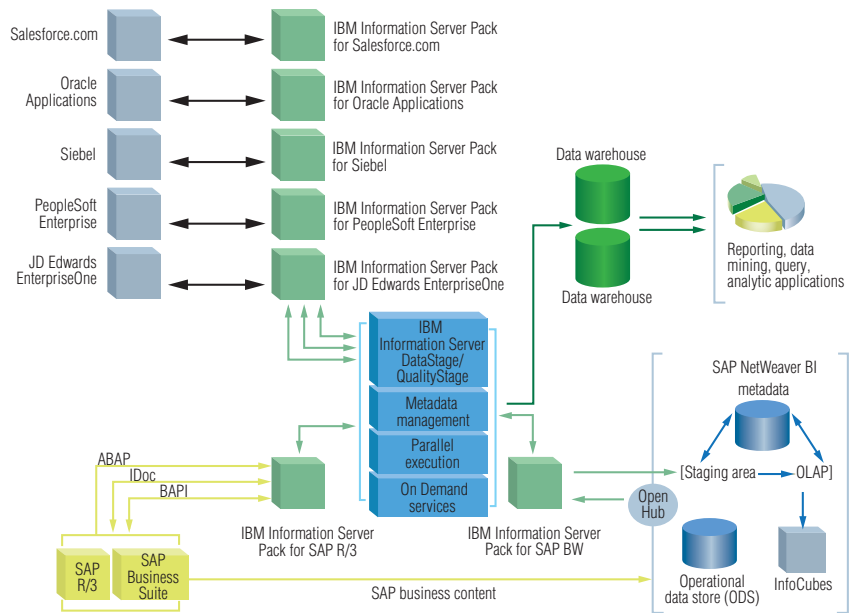 Salesforce.com
IBM Information Server Pack
for Salesforce.com
Oracle
Applications
IBM Information Server Pack
for Oracle Applications
Siebel
IBM Information Server Pack
for Siebel
PeopleSoft
Enterprise
IBM Information Server Pack
for PeopleSoft Enterprise
JD Edwards
EnterpriseOne
IBM Information Server Pack
for JD Edwards EnterpriseOne
Data warehouse
Data warehouse
Reporting, data
mining, query,
analytic applications
IBM
Information Server
DataStage/
QualityStage
Metadata
management
Parallel
execution
On Demand
services
ABAP
IDoc
BAPI
IBM Information Server
Pack for SAP R/3
IBM Information Server
Pack for SAP BW
SAP
R/3
SAP
Business
Suite
SAP business content
SAP NetWeaver BI
metadata
[Staging area
OLAP]
Open
Hub
Operational
data store (ODS)
InfoCubes